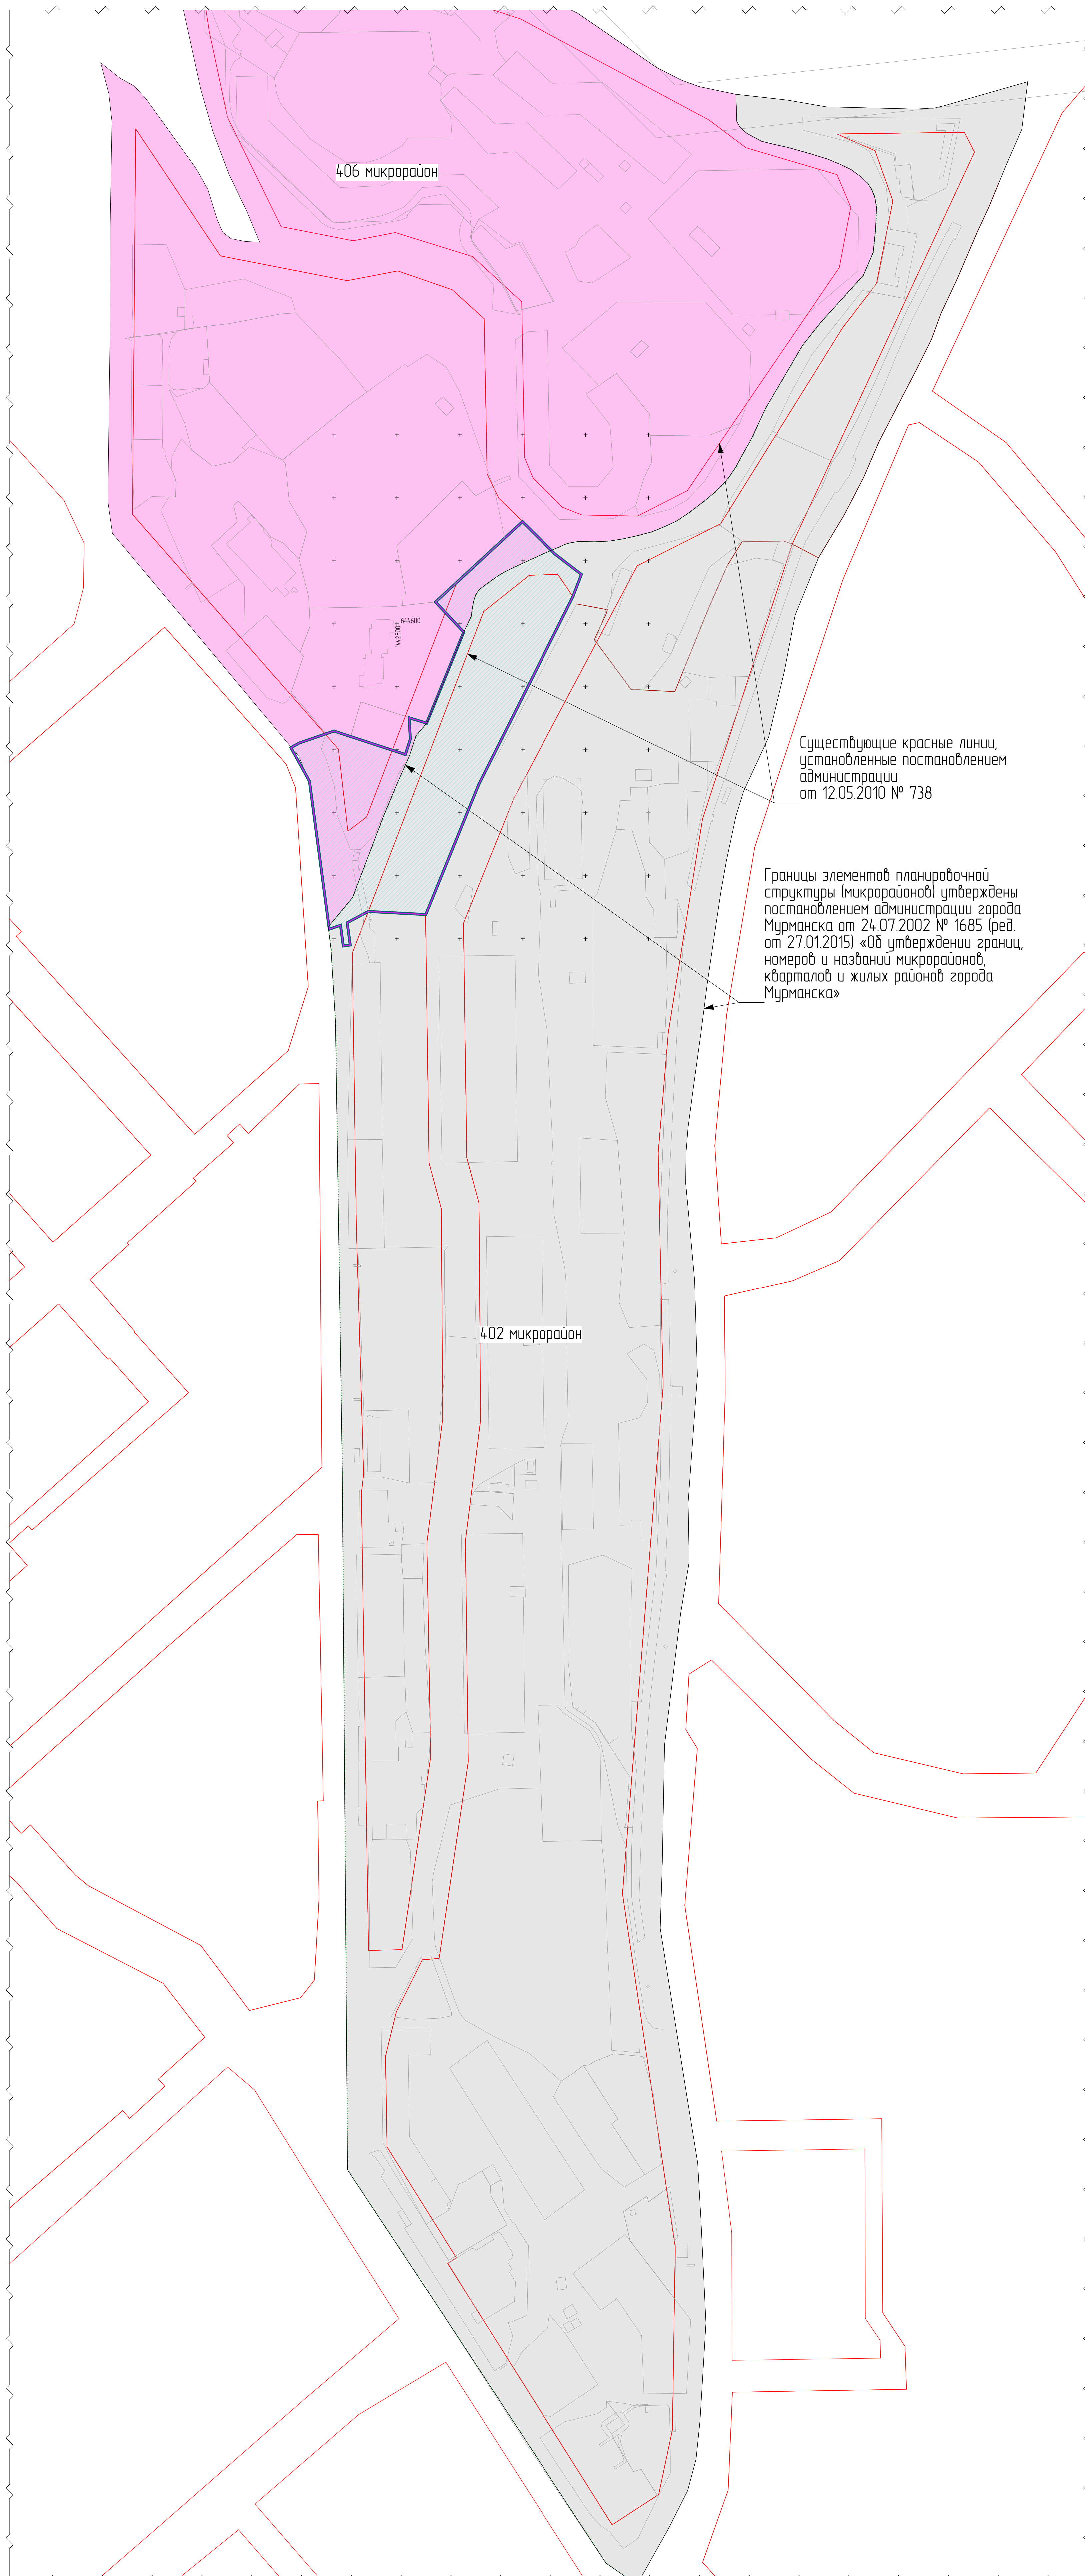 406 микрорайон
644600
1442800
Существующие красные линии,
установленные постановлением
администрации
от 12.05.2010 № 738
Границы элементов планировочной
структуры (микрорайонов) утверждены
постановлением администрации города
Мурманска от 24.07.2002 № 1685 (ред.
от 27.01.2015) «Об утверждении границ,
номеров и названий микрорайонов,
кварталов и жилых районов города
Мурманска»
402 микрорайон